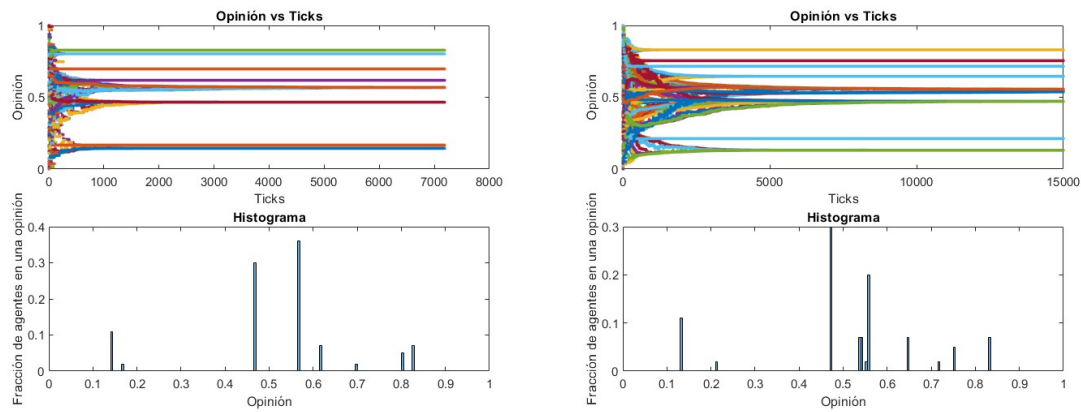 Opinión vs Ticks
Opinión
1
0.5
0
0 1000 2000 3000 4000 5000 6000 7000 8000
Ticks
Histograma
Fracción de agentes en una opinión
0.4
0.3
0.2
0.1
0
0 0.1 0.2 0.3 0.4 0.5 0.6 0.7 0.8 0.9 1
Opinión
Opinión vs Ticks
Opinión
1
0.5
0
0 5000 10000 15000
Ticks
Histograma
Fracción de agentes en una opinión
0.3
0.2
0.1
0
0 0.1 0.2 0.3 0.4 0.5 0.6 0.7 0.8 0.9 1
Opinión